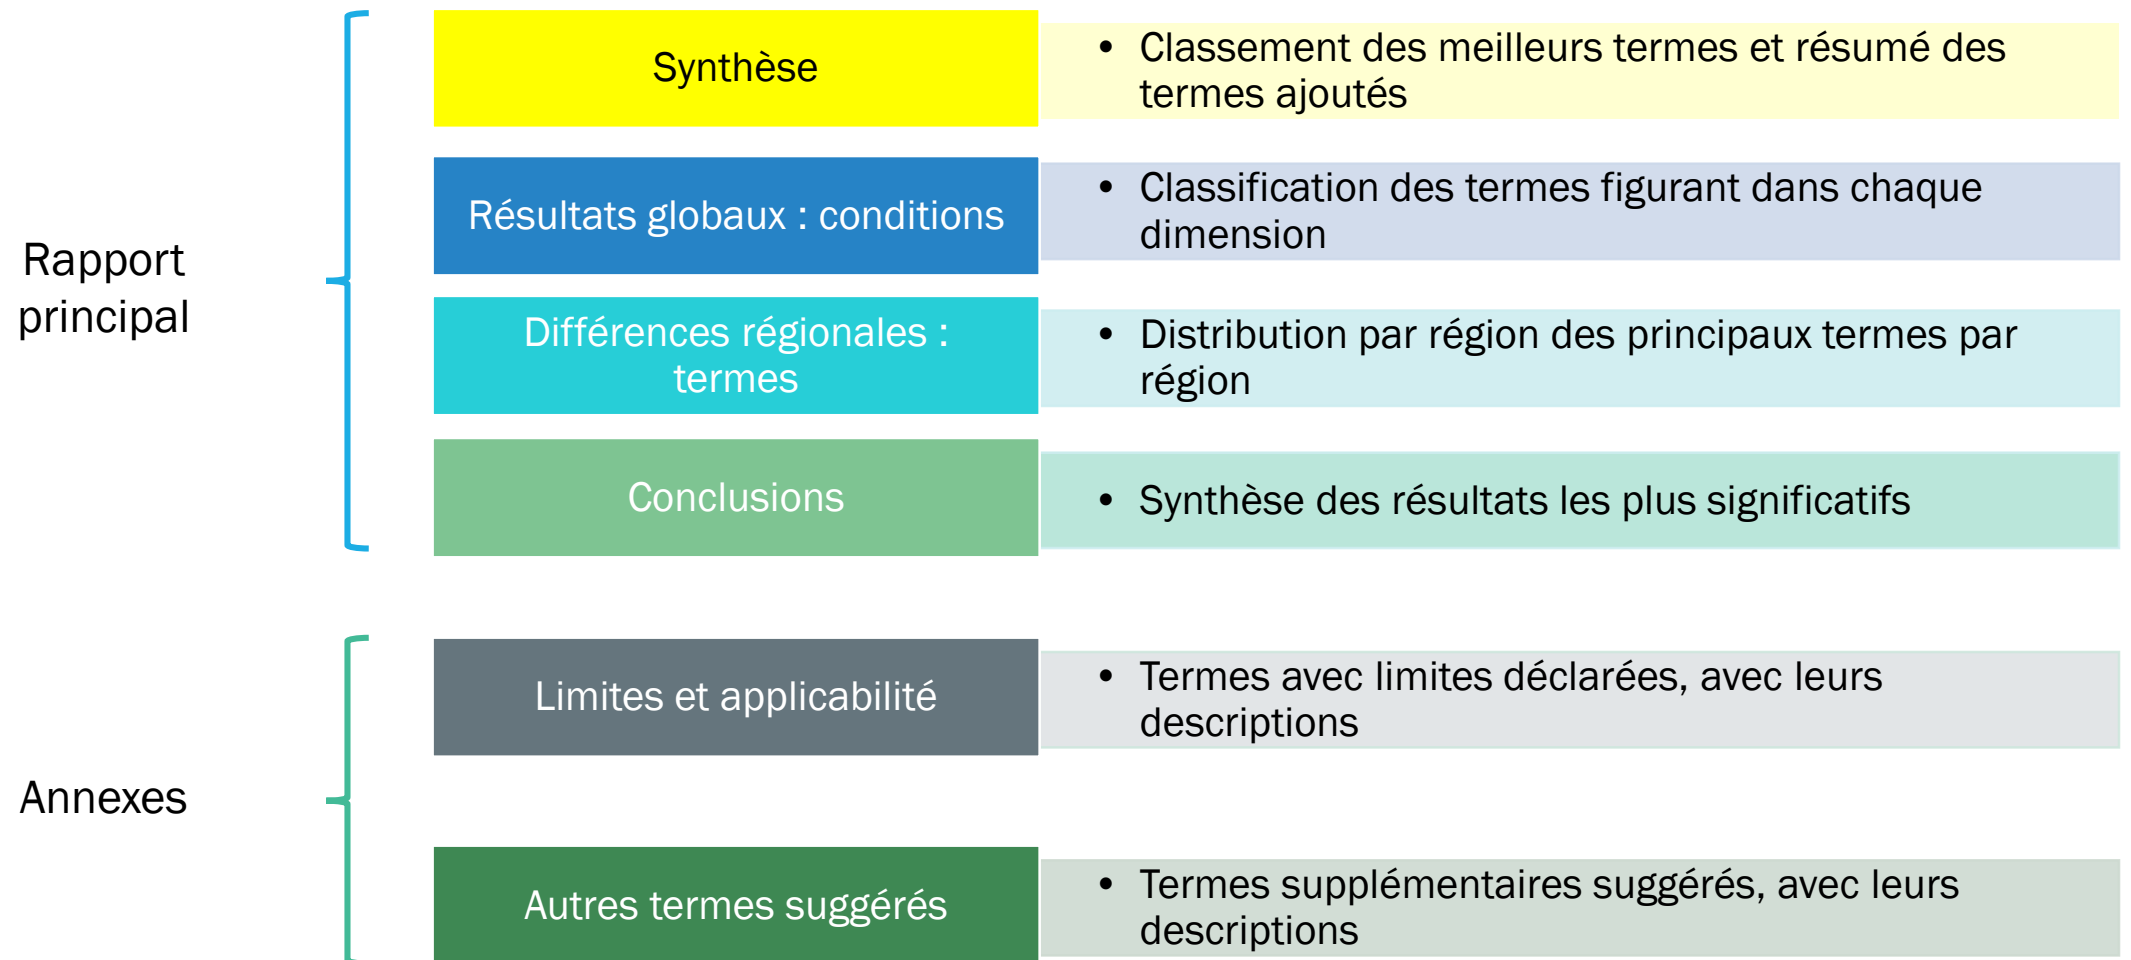 Rapport
principal
Synthèse
• Classement des meilleurs termes et résumé des
termes ajoutés
Résultats globaux : conditions
• Classification des termes figurant dans chaque
dimension
Différences régionales :
termes
• Distribution par région des principaux termes par
région
Conclusions
• Synthèse des résultats les plus significatifs
Annexes
Limites et applicabilité
• Termes avec limites déclarées, avec leurs
descriptions
Autres termes suggérés
• Termes supplémentaires suggérés, avec leurs
descriptions